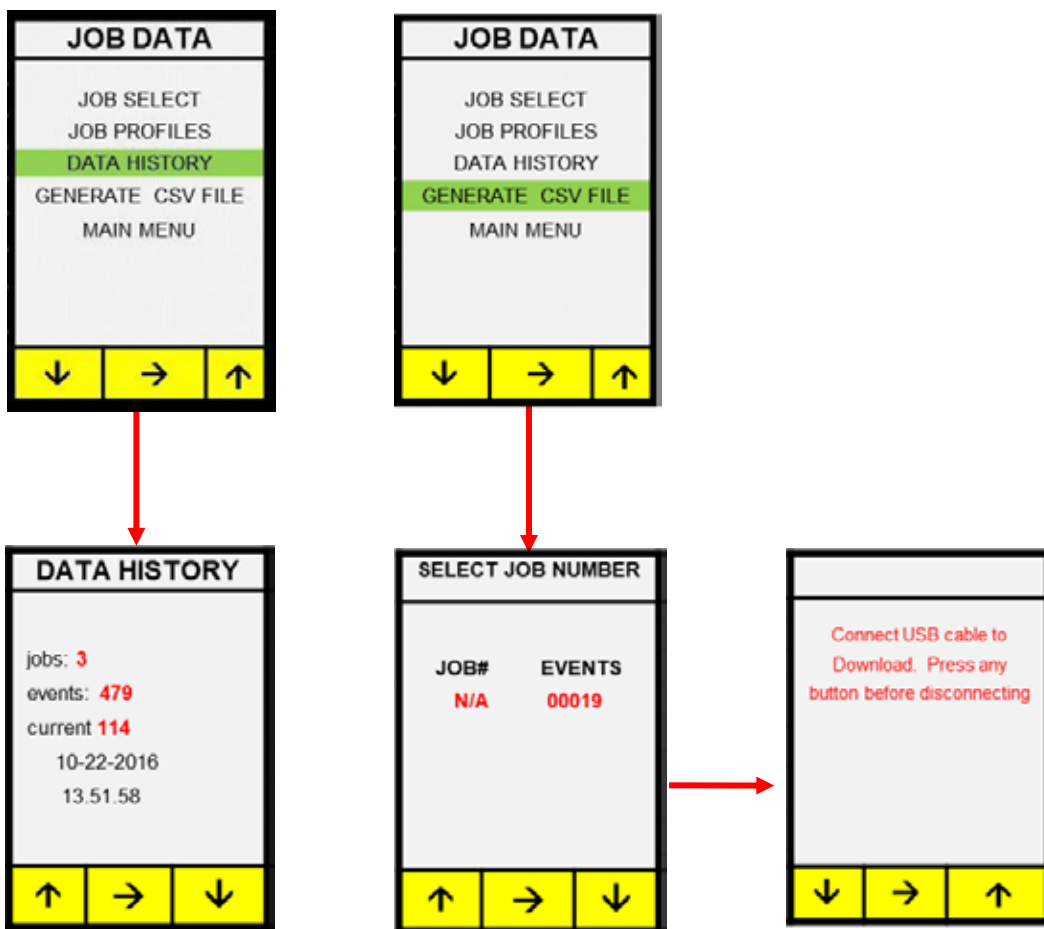 JOB DATA
JOB SELECT
JOB PROFILES
DATA HISTORY
GENERATE CSV FILE
MAIN MENU
↓ → ↑
JOB DATA
JOB SELECT
JOB PROFILES
DATA HISTORY
GENERATE CSV FILE
MAIN MENU
↓ → ↑
DATA HISTORY
jobs: 3
events: 479
current 114
10-22-2016
13.51.58
↑ → ↓
SELECT JOB NUMBER
JOB# EVENTS
N/A 00019
↑ → ↓
Connect USB cable to
Download. Press any
button before disconnecting
↓ → ↑